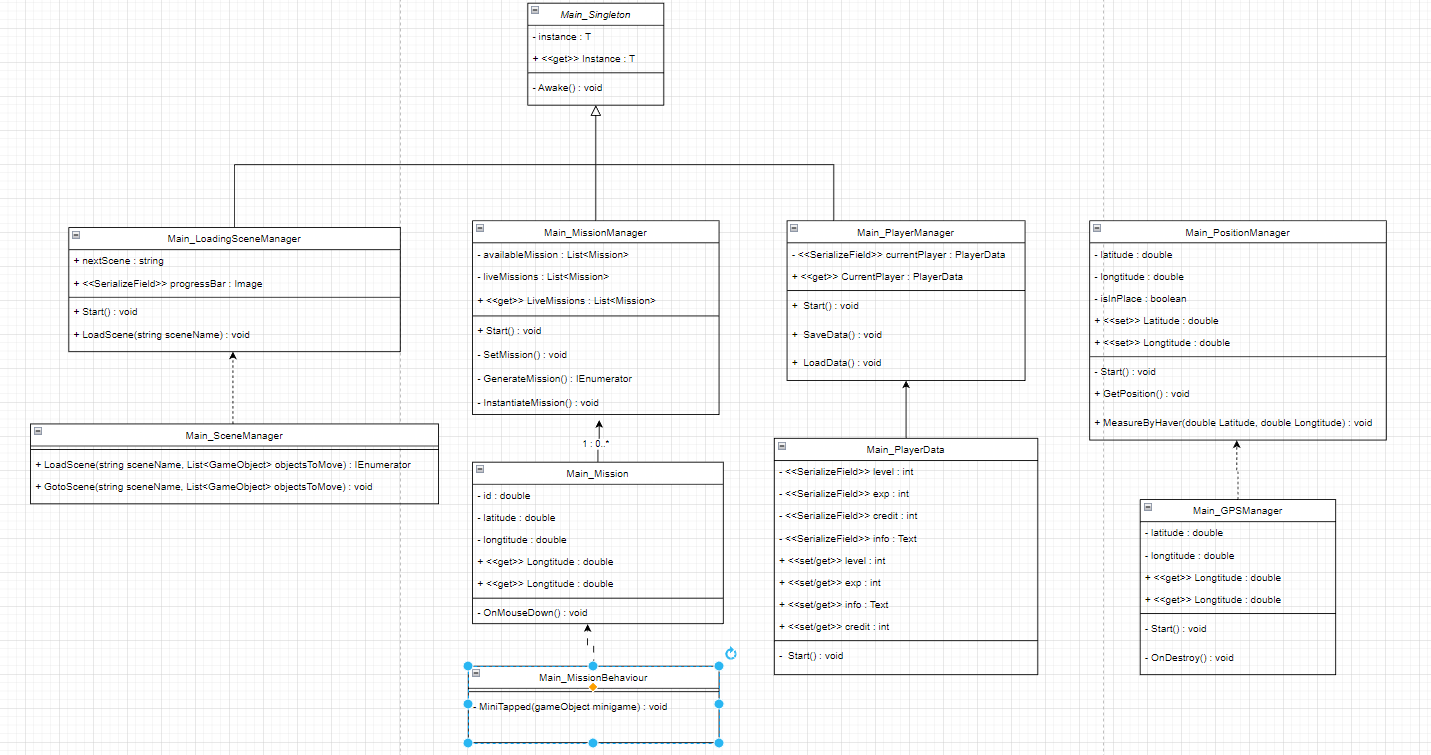 Main_Singleton
- instance : T
+ <<get>> Instance : T
- Awake() : void
Main_LoadingSceneManager
+ nextScene : string
+ <<SerializeField>> progressBar : Image
+ Start() : void
+ LoadScene(string sceneName) : void
Main_MissionManager
- availableMission : List<Mission>
- liveMissions : List<Mission>
+ <<get>> LiveMissions : List<Mission>
+ Start() : void
- SetMission() : void
- GenerateMission() : IEnumerator
- InstantiateMission() : void
Main_PlayerManager
- <<SerializeField>> currentPlayer : PlayerData
+ <<get>> CurrentPlayer : PlayerData
+ Start() : void
+ SaveData() : void
+ LoadData() : void
Main_PositionManager
- latitude : double
- longtitude : double
- isInPlace : boolean
+ <<set>> Latitude : double
+ <<set>> Longtitude : double
- Start() : void
+ GetPosition() : void
+ MeasureByHaver(double Latitude, double Longtitude) : void
Main_SceneManager
+ LoadScene(string sceneName, List<GameObject> objectsToMove) : IEnumerator
+ GotoScene(string sceneName, List<GameObject> objectsToMove) : void
1 : 0..*
Main_Mission
- id : double
- latitude : double
- longtitude : double
+ <<get>> Longtitude : double
+ <<get>> Longtitude : double
- OnMouseDown() : void
Main_PlayerData
- <<SerializeField>> level : int
- <<SerializeField>> exp : int
- <<SerializeField>> credit : int
- <<SerializeField>> info : Text
+ <<set/get>> level : int
+ <<set/get>> exp : int
+ <<set/get>> info : Text
+ <<set/get>> credit : int
- Start() : void
Main_GPSManager
- latitude : double
- longtitude : double
+ <<get>> Longtitude : double
+ <<get>> Longtitude : double
- Start() : void
- OnDestroy() : void
Main_MissionBehaviour
- MiniTapped(gameObject minigame) : void